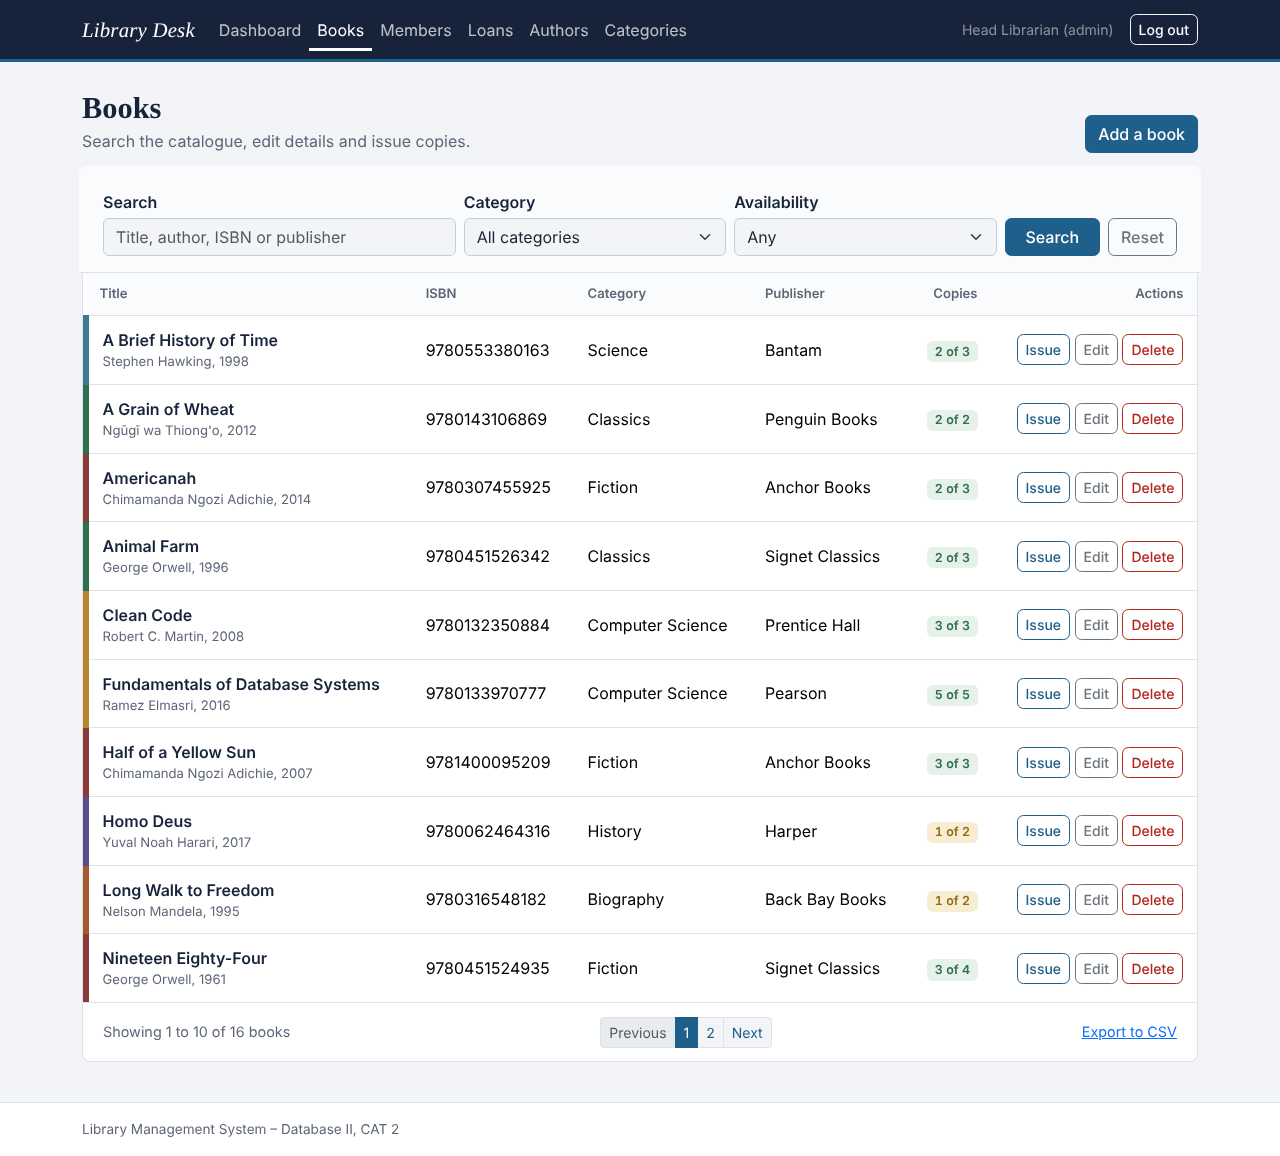 Library Desk Dashboard Books Members Loans Authors Categories Head Librarian (admin) Log out
Books
Search the catalogue, edit details and issue copies.
Add a book
Search Category Availability
Title, author, ISBN or publisher All categories Any Search Reset
Title ISBN Category Publisher Copies Actions
A Brief History of Time
Stephen Hawking, 1998
9780553380163 Science Bantam 2 of 3 Issue Edit Delete
A Grain of Wheat
Ngũgĩ wa Thiong'o, 2012
9780143106869 Classics Penguin Books 2 of 2 Issue Edit Delete
Americanah
Chimamanda Ngozi Adichie, 2014
9780307455925 Fiction Anchor Books 2 of 3 Issue Edit Delete
Animal Farm
George Orwell, 1996
9780451526342 Classics Signet Classics 2 of 3 Issue Edit Delete
Clean Code
Robert C. Martin, 2008
9780132350884 Computer Science Prentice Hall 3 of 3 Issue Edit Delete
Fundamentals of Database Systems
Ramez Elmasri, 2016
9780133970777 Computer Science Pearson 5 of 5 Issue Edit Delete
Half of a Yellow Sun
Chimamanda Ngozi Adichie, 2007
9781400095209 Fiction Anchor Books 3 of 3 Issue Edit Delete
Homo Deus
Yuval Noah Harari, 2017
9780062464316 History Harper 1 of 2 Issue Edit Delete
Long Walk to Freedom
Nelson Mandela, 1995
9780316548182 Biography Back Bay Books 1 of 2 Issue Edit Delete
Nineteen Eighty-Four
George Orwell, 1961
9780451524935 Fiction Signet Classics 3 of 4 Issue Edit Delete
Showing 1 to 10 of 16 books Previous 1 2 Next Export to CSV
Library Management System – Database II, CAT 2